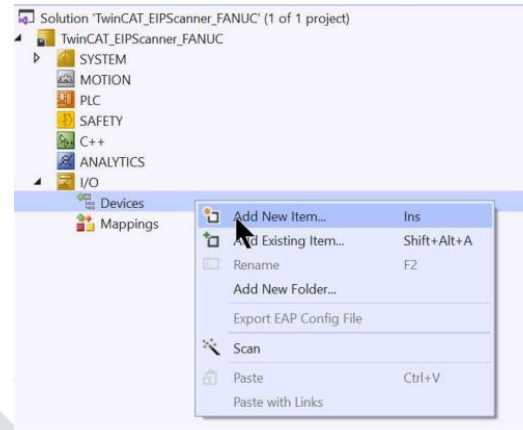 Solution 'TwinCAT_EIPScanner_FANUC' (1 of 1 project)
TwinCAT_EIPScanner_FANUC
SYSTEM
MOTION
PLC
SAFETY
C++
ANALYTICS
I/O
Devices
Mappings
Add New Item... Ins
Add Existing Item... Shift+Alt+A
Rename F2
Add New Folder...
Export EAP Config File
Scan
Paste Ctrl+V
Paste with Links